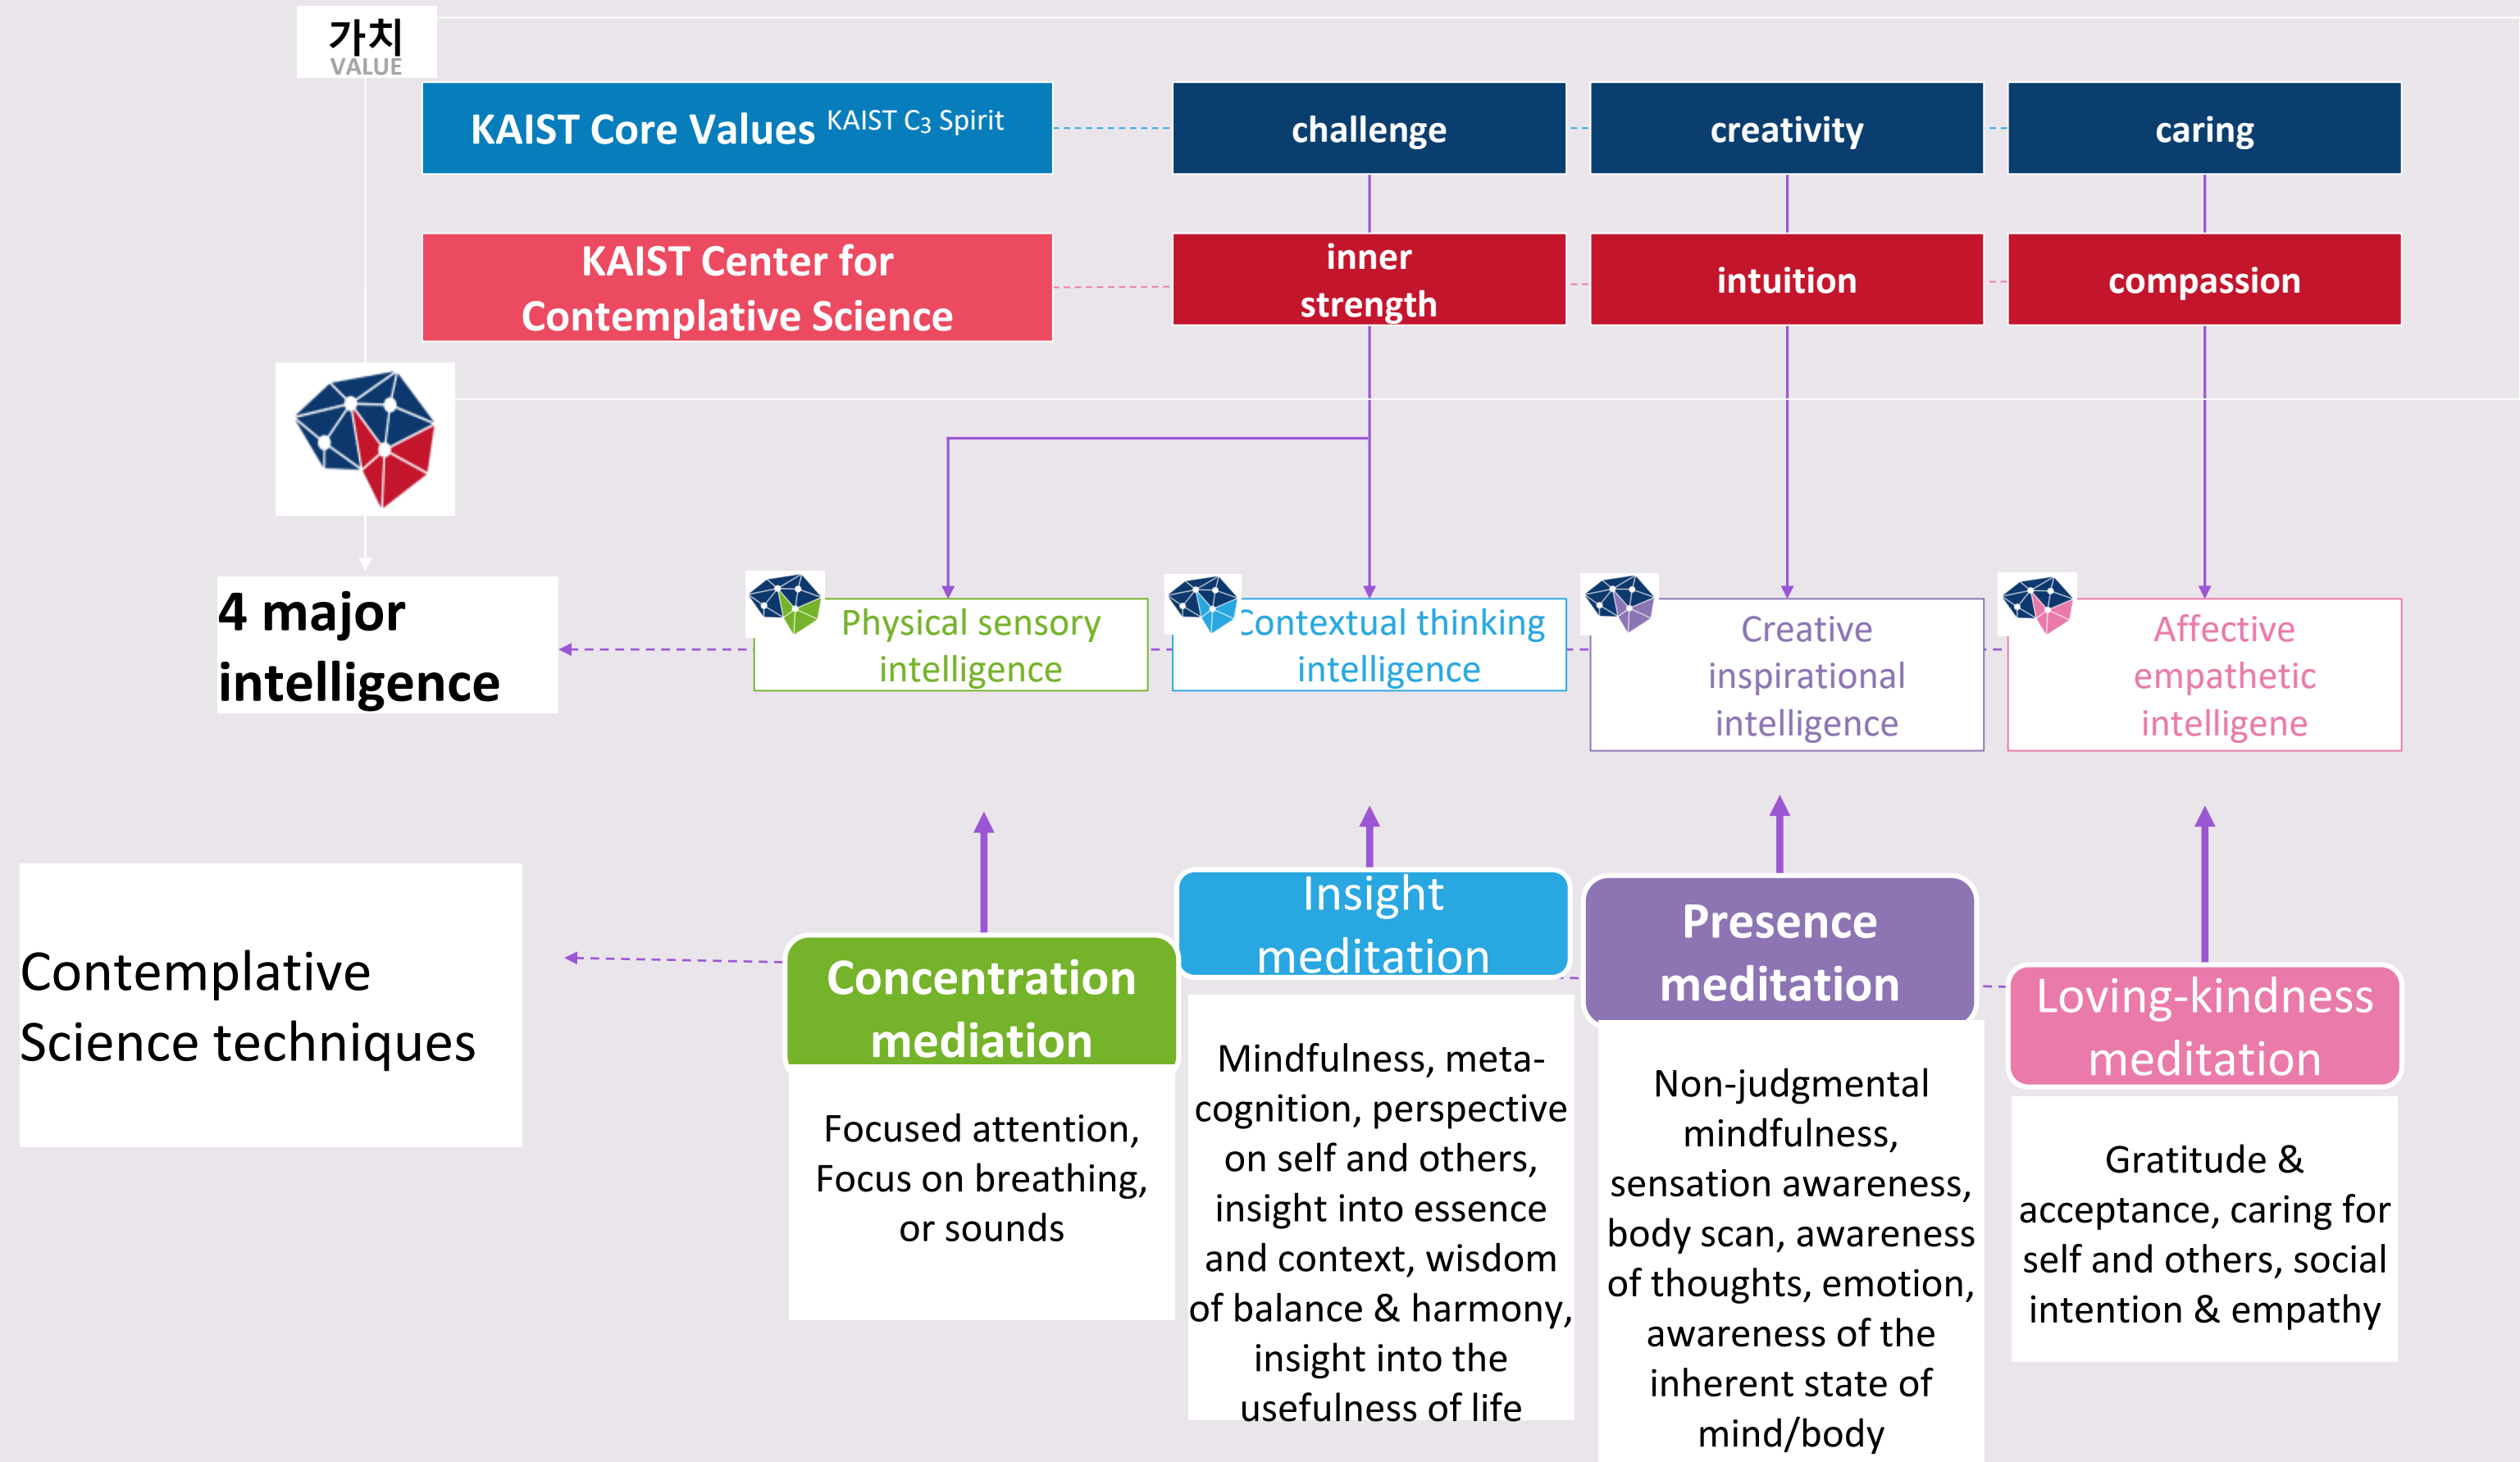 가치
VALUE
KAIST Core Values KAIST C3 Spirit
challenge
creativity
caring
KAIST Center for
Contemplative Science
inner
strength
intuition
compassion
4 major
intelligence
Physical sensory
intelligence
Contextual thinking
intelligence
Creative
inspirational
intelligence
Affective
empathetic
intelligene
Contemplative
Science techniques
Concentration
mediation
Focused attention,
Focus on breathing,
or sounds
Insight
meditation
Mindfulness, meta-
cognition, perspective
on self and others,
insight into essence
and context, wisdom
of balance & harmony,
insight into the
usefulness of life
Presence
meditation
Non-judgmental
mindfulness,
sensation awareness,
body scan, awareness
of thoughts, emotion,
awareness of the
inherent state of
mind/body
Loving-kindness
meditation
Gratitude &
acceptance, caring for
self and others, social
intention & empathy